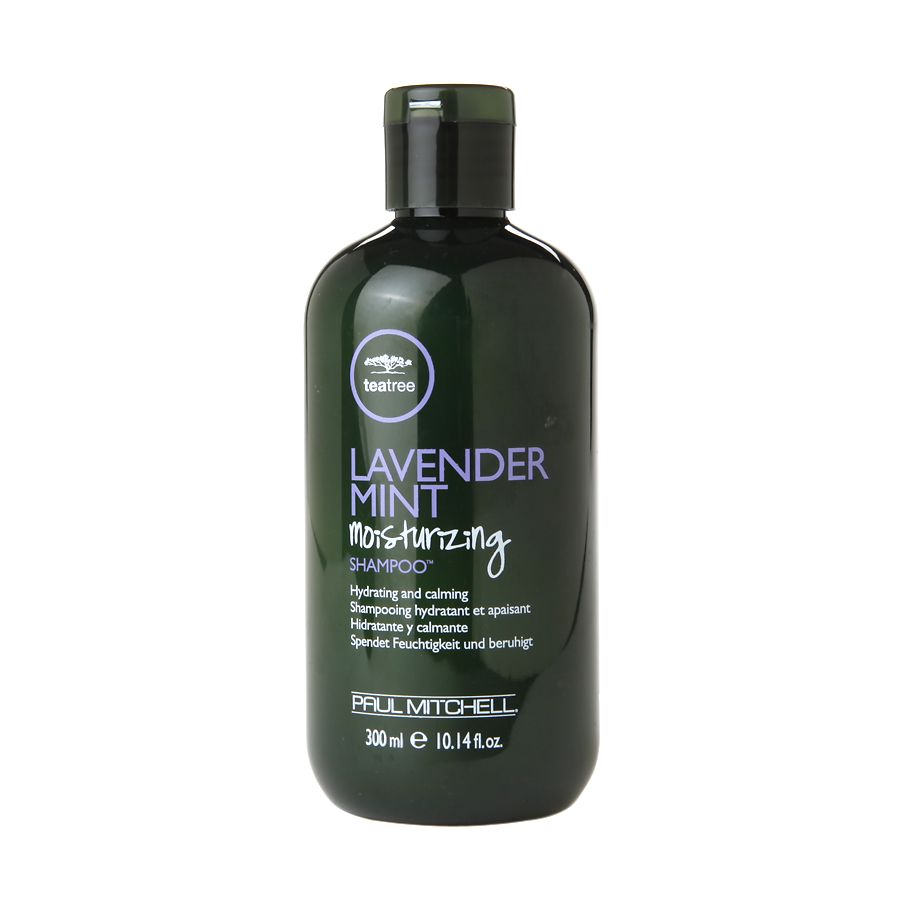 teatree
LAVENDER
MINT
moisturizing
SHAMPOO™
Hydrating and calming
Shampooing hydratant et apaisant
Hidratante y calmante
Spendet Feuchtigkeit und beruhigt
PAUL MITCHELL.
300 ml ℮ 10.14 fl. oz.